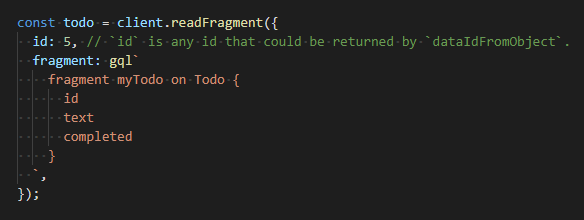 const todo = client.readFragment({
  id: 5, // `id` is any id that could be returned by `dataIdFromObject`.
  fragment: gql`
    fragment myTodo on Todo {
      id
      text
      completed
    }
  `,
});